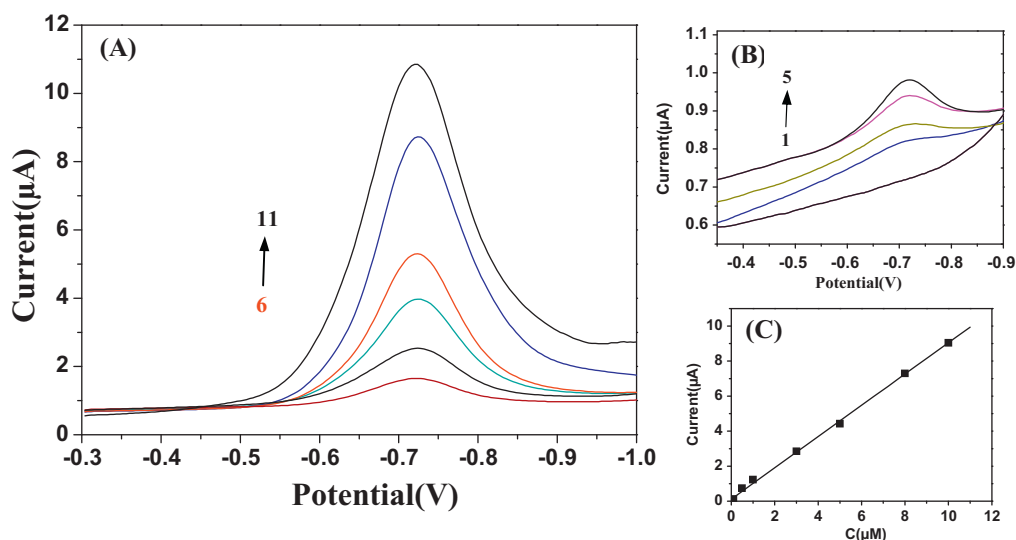 (A)
12
10
8
6
4
2
0
Current(μA)
11
6
-0.3 -0.4 -0.5 -0.6 -0.7 -0.8 -0.9 -1.0
Potential(V)
(B)
1.1
1.0
0.9
0.8
0.7
0.6
Current(μA)
5
1
-0.4 -0.5 -0.6 -0.7 -0.8 -0.9
Potential(V)
(C)
10
8
6
4
2
0
Current(μA)
0 2 4 6 8 10 12
C(μM)